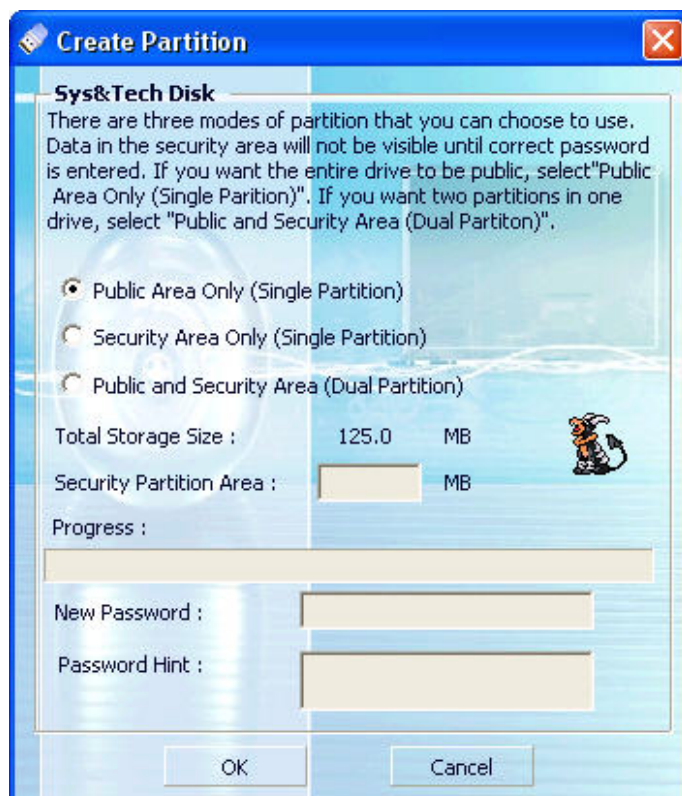 Create Partition
Sys&Tech Disk
There are three modes of partition that you can choose to use.
Data in the security area will not be visible until correct password
is entered. If you want the entire drive to be public, select"Public
Area Only (Single Parition)". If you want two partitions in one
drive, select "Public and Security Area (Dual Partiton)".
Public Area Only (Single Partition)
Security Area Only (Single Partition)
Public and Security Area (Dual Partition)
Total Storage Size : 125.0 MB
Security Partition Area : MB
Progress :
New Password :
Password Hint :
OK Cancel